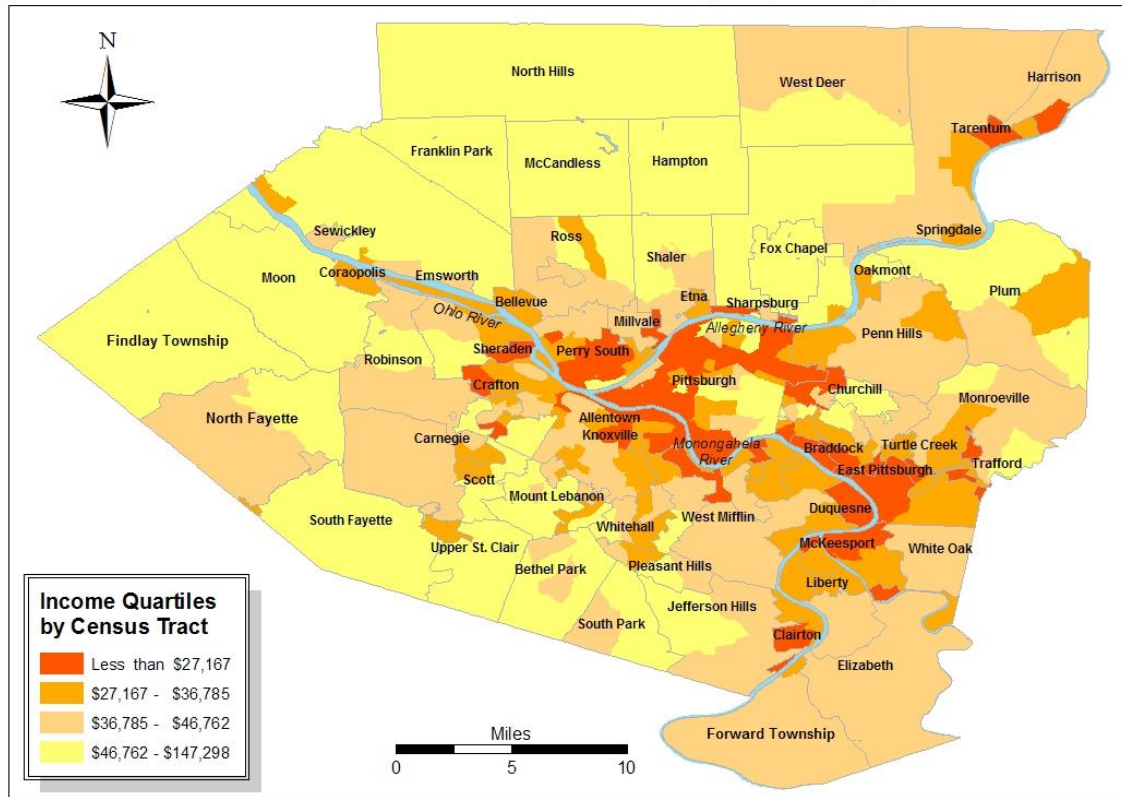 N
North Hills
West Deer
Harrison
Tarentum
Franklin Park
McCandless
Hampton
Sewickley
Ross
Shaler
Fox Chapel
Springdale
Moon
Coraopolis
Emsworth
Oakmont
Plum
Bellevue
Etna
Sharpsburg
Ohio River
Millvale
Allegheny River
Penn Hills
Findlay Township
Sheraden
Perry South
Robinson
Pittsburgh
Crafton
Churchill
Monroeville
North Fayette
Allentown
Carnegie
Knoxville
Monongahela
River
Braddock
Turtle Creek
East Pittsburgh
Trafford
Scott
Mount Lebanon
South Fayette
Whitehall
West Mifflin
Duquesne
Upper St. Clair
McKeesport
White Oak
Bethel Park
Pleasant Hills
Liberty
Jefferson Hills
South Park
Clairton
Elizabeth
Forward Township
Income Quartiles
by Census Tract
Less than $27,167
$27,167 - $36,785
$36,785 - $46,762
$46,762 - $147,298
Miles
0 5 10